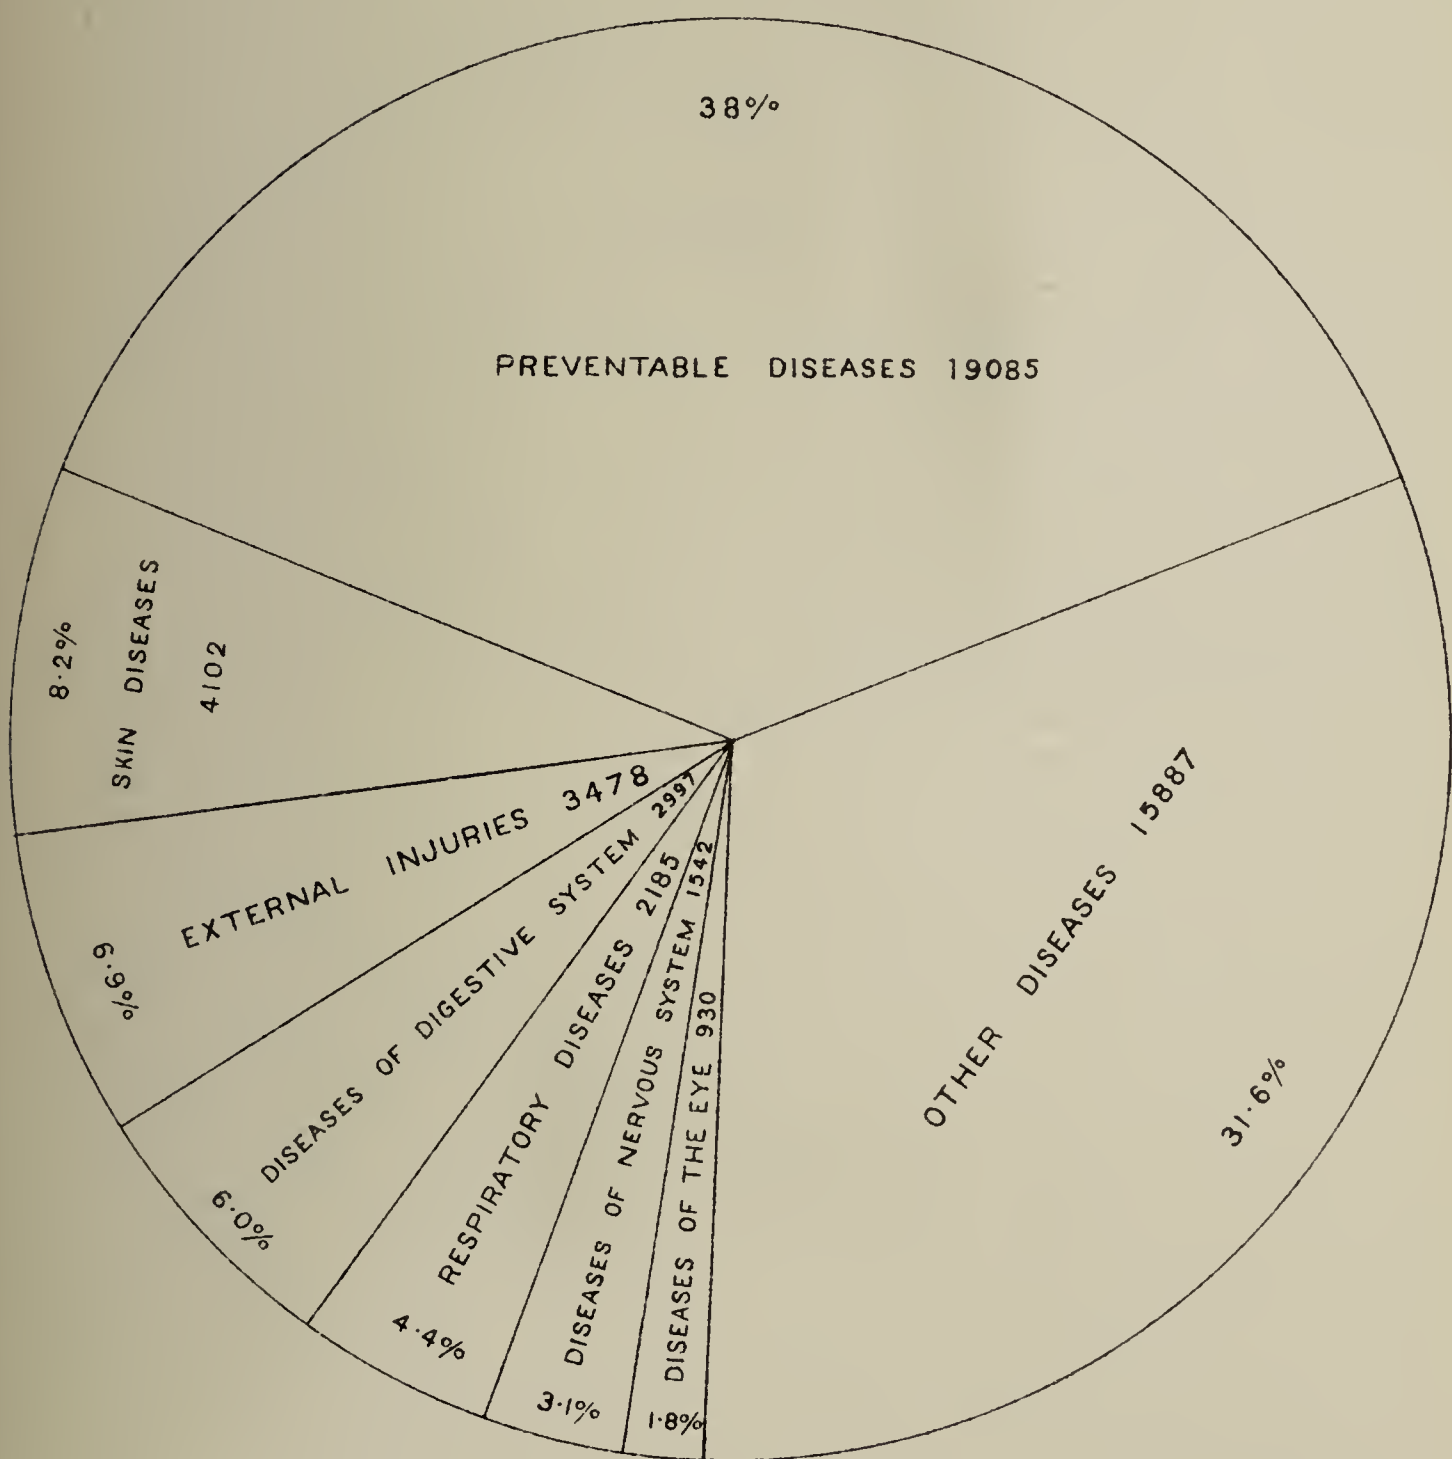 38%
PREVENTABLE DISEASES 19085
8·2%
SKIN DISEASES
4102
EXTERNAL INJURIES 3478
6·9%
DISEASES OF DIGESTIVE SYSTEM 2997
6·0%
RESPIRATORY DISEASES 2185
4·4%
DISEASES OF NERVOUS SYSTEM 1542
3·1%
DISEASES OF THE EYE 930
1·8%
OTHER DISEASES 15887
31·6%